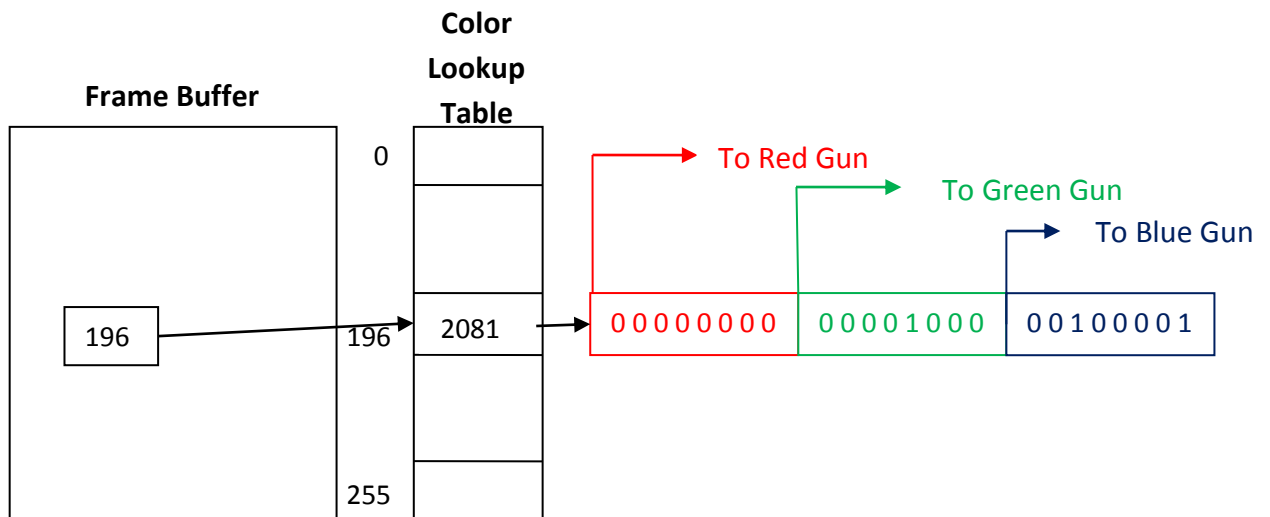 Color
Lookup
Table
Frame Buffer
0
To Red Gun
To Green Gun
To Blue Gun
196
196
2081
0 0 0 0 0 0 0 0
0 0 0 0 1 0 0 0
0 0 1 0 0 0 0 1
255